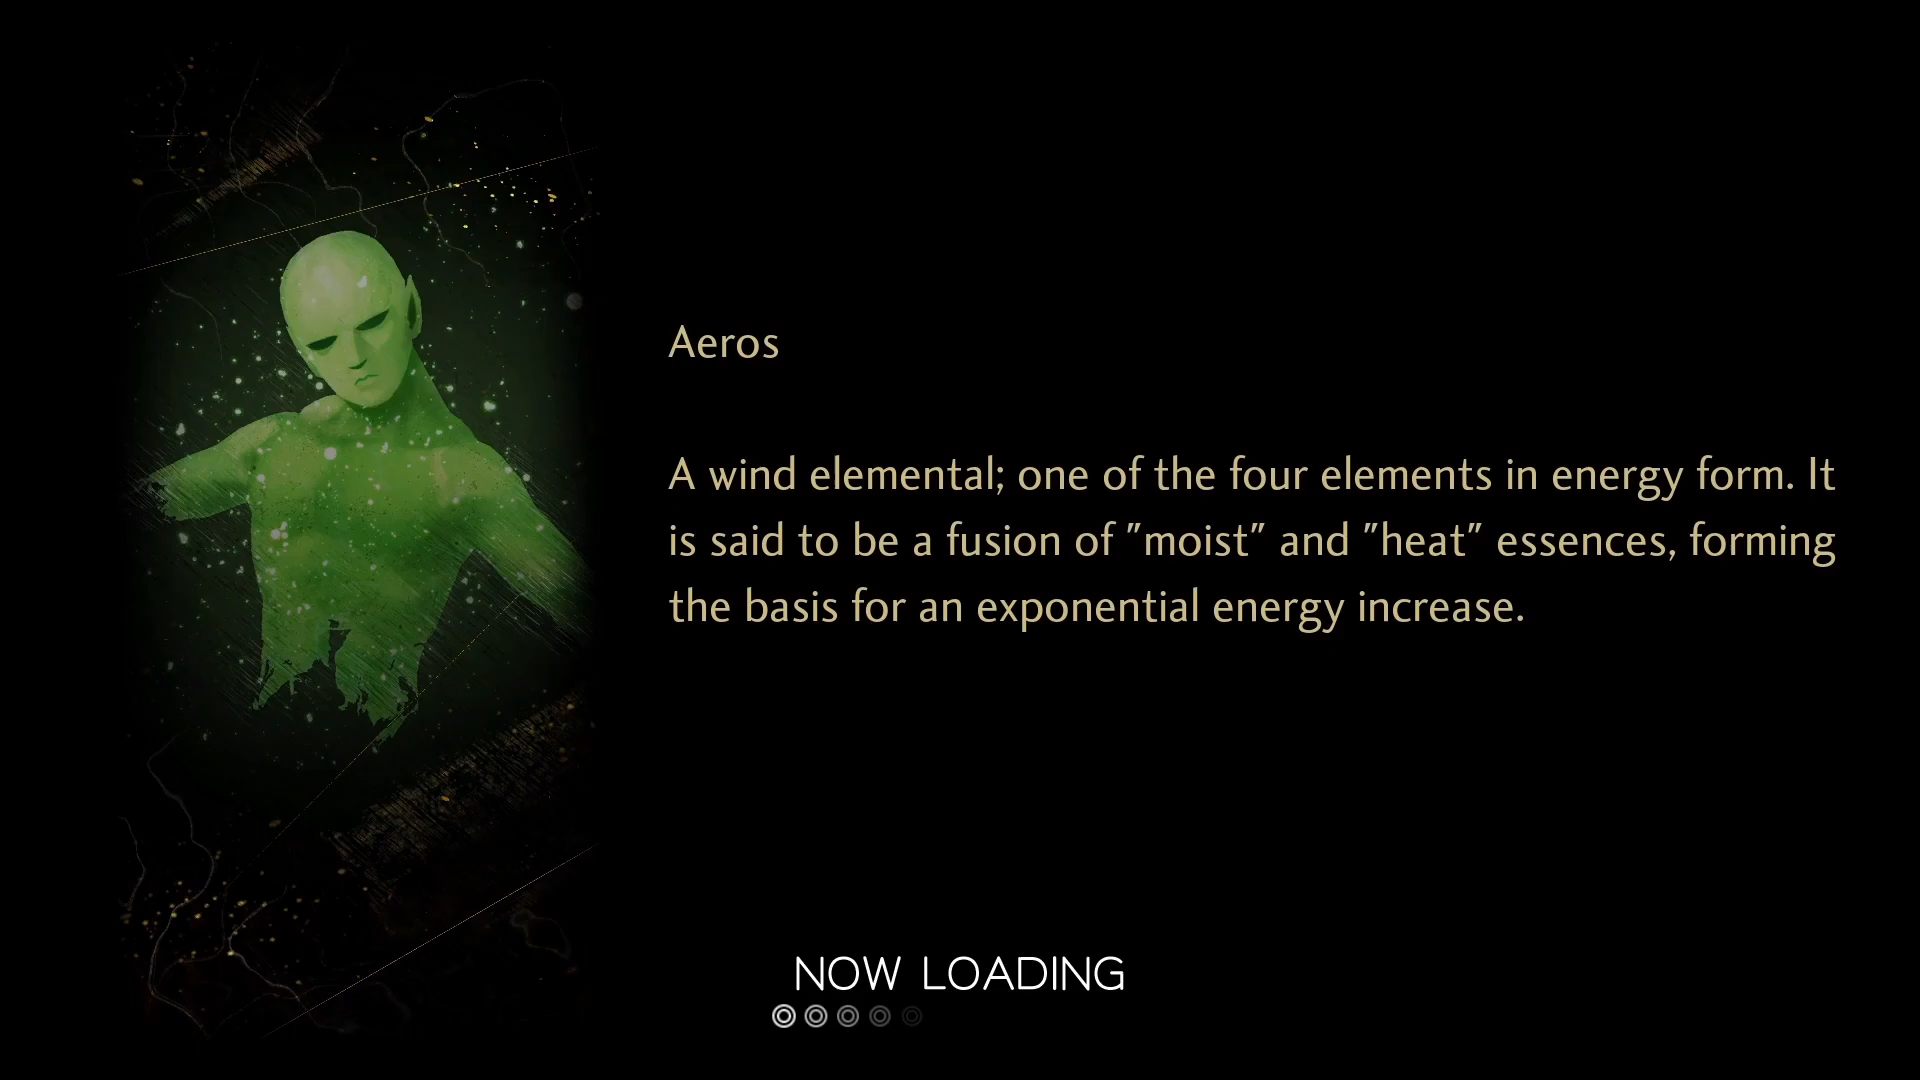 Aeros
A wind elemental; one of the four elements in energy form. It
is said to be a fusion of "moist" and "heat" essences, forming
the basis for an exponential energy increase.
NOW LOADING